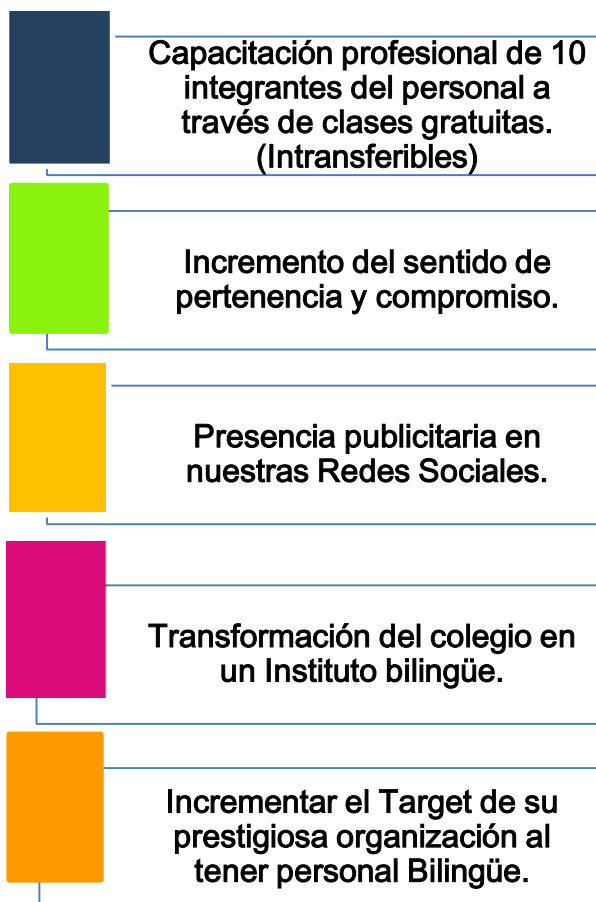 Capacitación profesional de 10
integrantes del personal a
través de clases gratuitas.
(Intransferibles)
Incremento del sentido de
pertenencia y compromiso.
Presencia publicitaria en
nuestras Redes Sociales.
Transformación del colegio en
un Instituto bilingüe.
Incrementar el Target de su
prestigiosa organización al
tener personal Bilingüe.